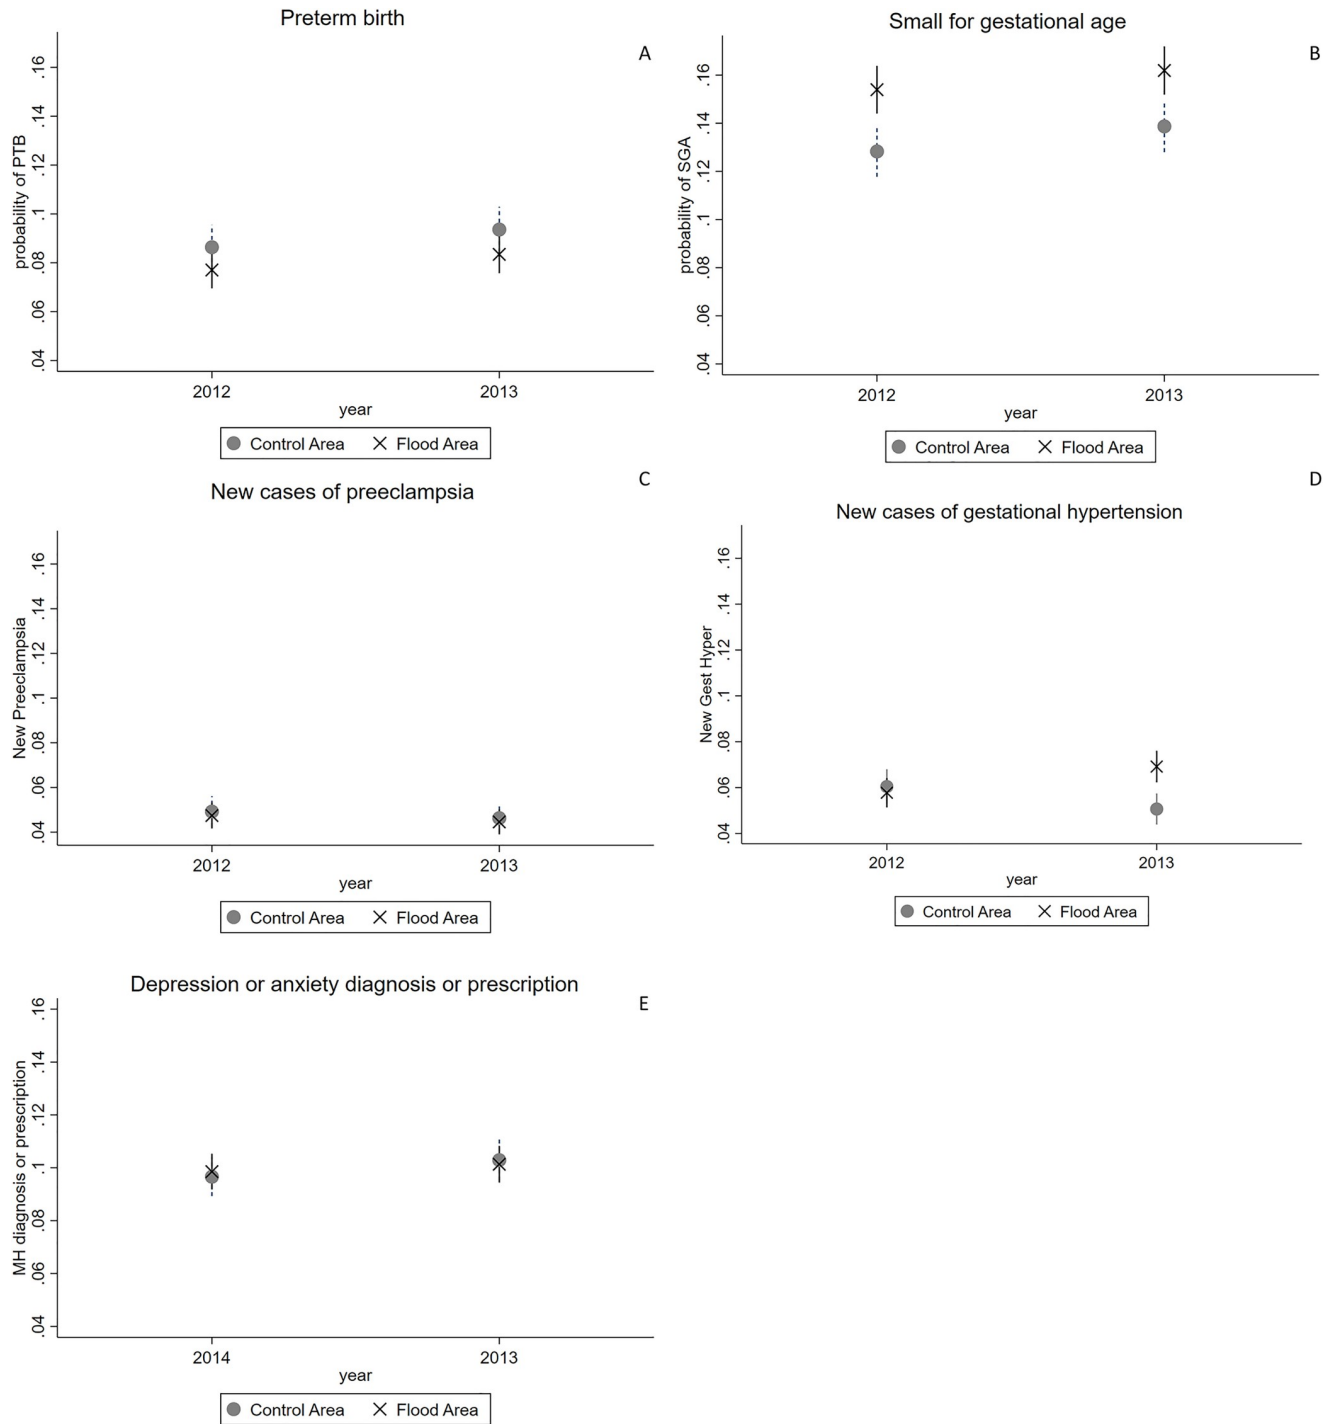 Preterm birth
A
probability of PTB
.16
.14
.12
.1
.08
.06
.04
2012 2013
year
Control Area Flood Area
Small for gestational age
B
probability of SGA
.16
.14
.12
.1
.08
.06
.04
2012 2013
year
Control Area Flood Area
New cases of preeclampsia
C
New Preeclampsia
.16
.14
.12
.1
.08
.06
.04
2012 2013
year
Control Area Flood Area
D
New cases of gestational hypertension
New Gest Hyper
.16
.14
.12
.1
.08
.06
.04
2012 2013
year
Control Area Flood Area
Depression or anxiety diagnosis or prescription
E
MH diagnosis or prescription
.16
.14
.12
.1
.08
.06
.04
2014 2013
year
Control Area Flood Area